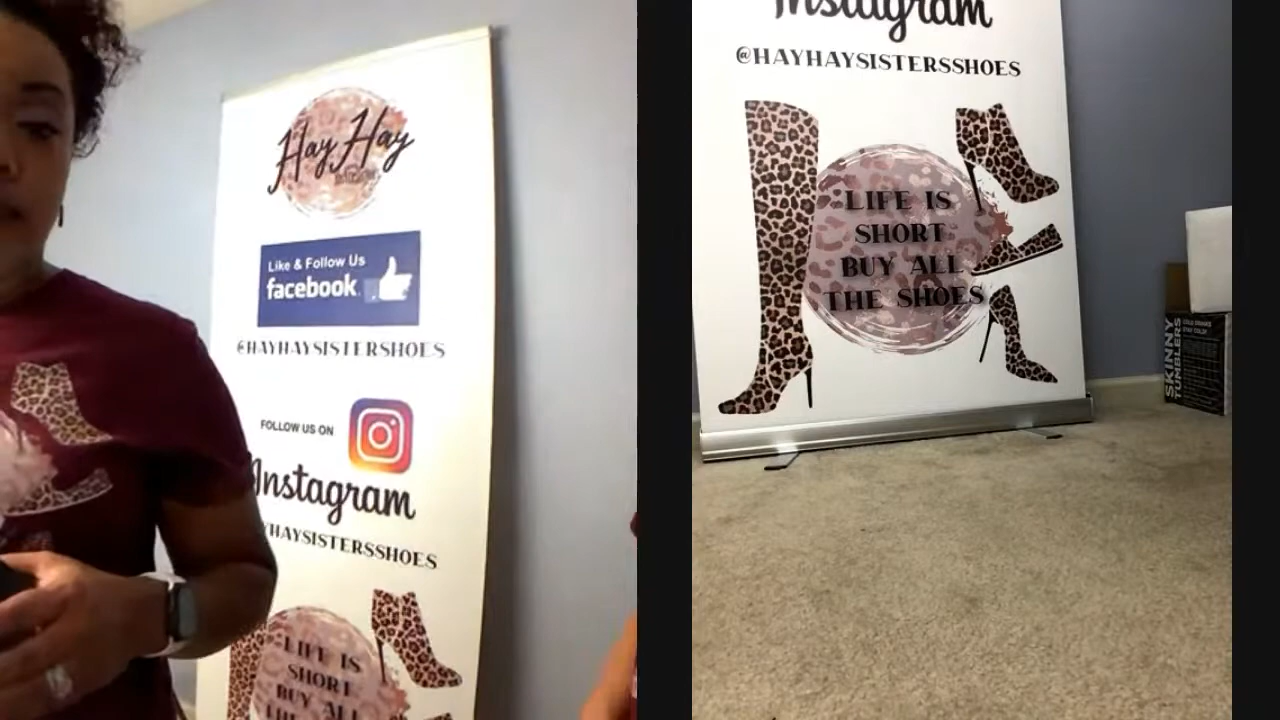 Hay Hay
Like & Follow Us
facebook
@HAYHAYSISTERSHOES
FOLLOW US ON
Instagram
YHAYSISTERSSHOES
LIFE IS
SHORT
BUY ALL
Instagram
@HAYHAYSISTERSSHOES
LIFE IS
SHORT
BUY ALL
THE SHOES
SKINNY
TUMBLERS